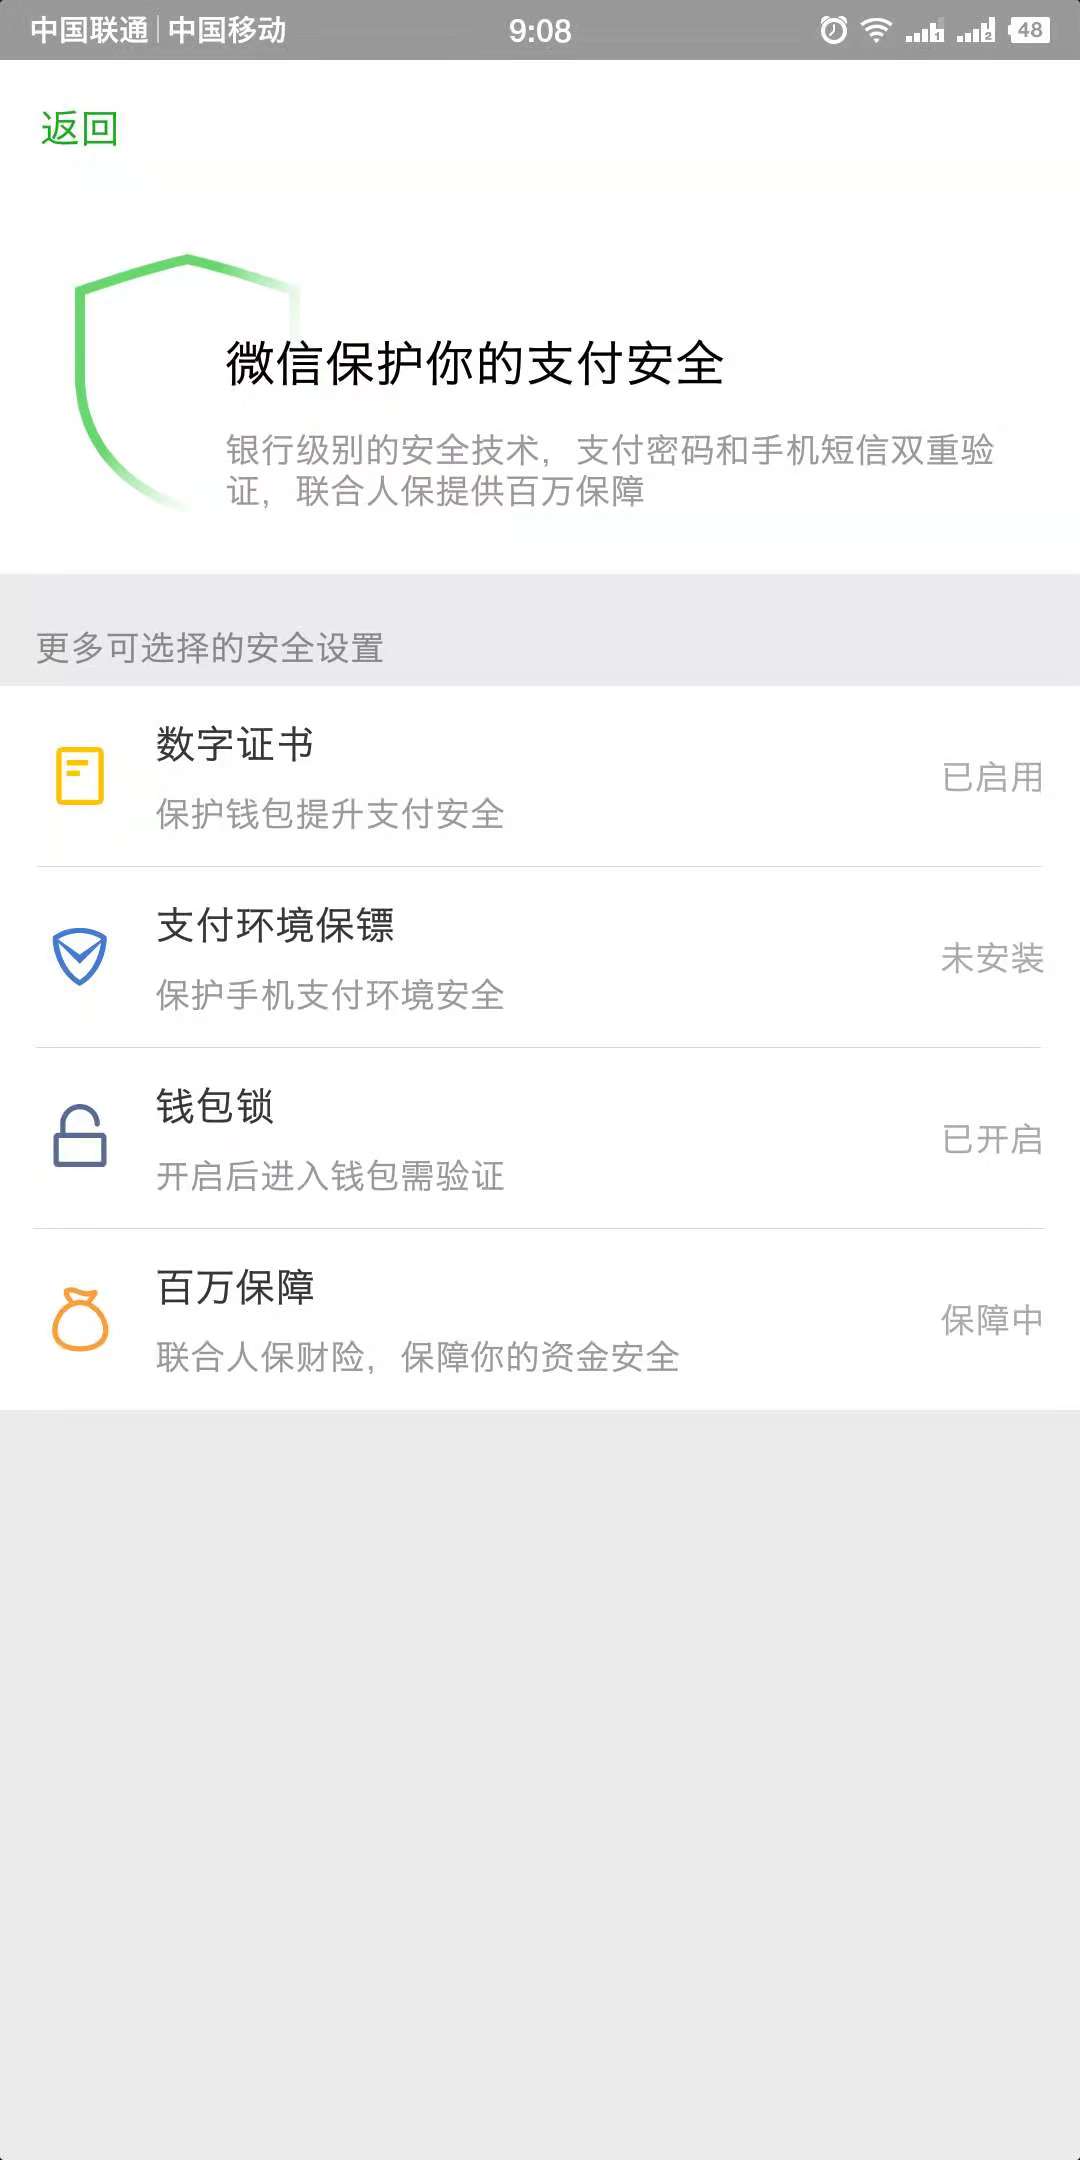 中国联通 | 中国移动 9:08 1 2 48
返回
微信保护你的支付安全
银行级别的安全技术，支付密码和手机短信双重验
证，联合人保提供百万保障
更多可选择的安全设置
数字证书
保护钱包提升支付安全
已启用
支付环境保镖
保护手机支付环境安全
未安装
钱包锁
开启后进入钱包需验证
已开启
百万保障
联合人保财险，保障你的资金安全
保障中